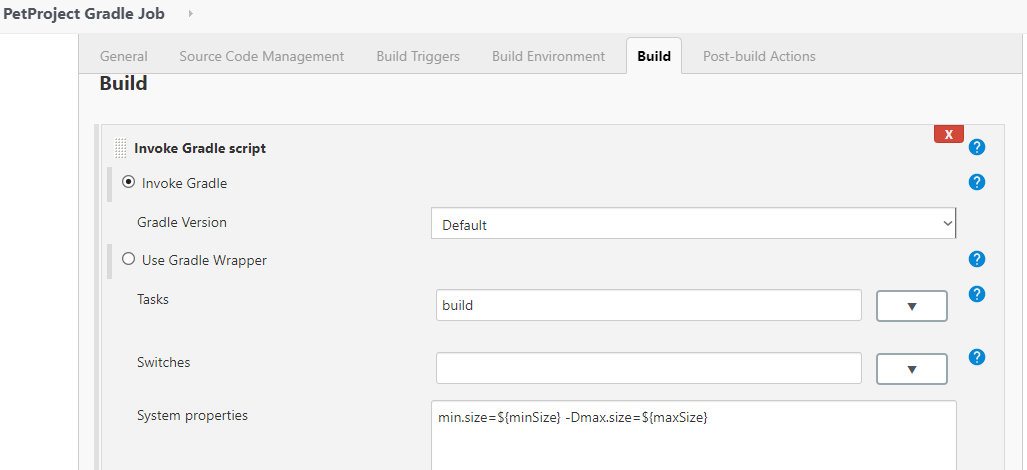 PetProject Gradle Job
General Source Code Management Build Triggers Build Environment Build Post-build Actions
Build
X
Invoke Gradle script ?
Invoke Gradle ?
Gradle Version Default
Use Gradle Wrapper ?
Tasks build ?
Switches ?
System properties min.size=${minSize} -Dmax.size=${maxSize}